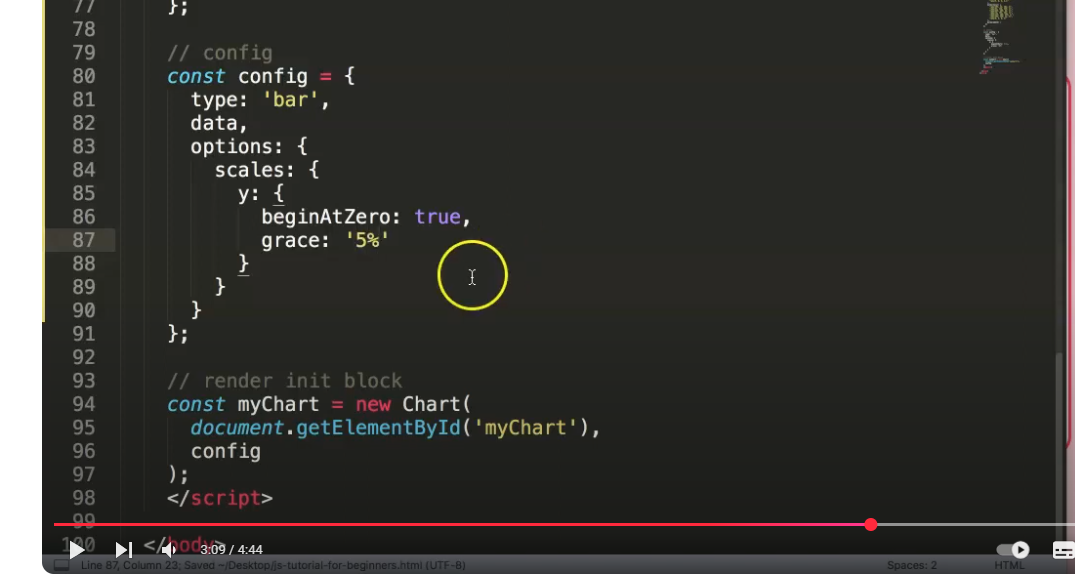 77 };
78
79 // config
80 const config = {
81 type: 'bar',
82 data,
83 options: {
84 scales: {
85 y: {
86 beginAtZero: true,
87 grace: '5%'
88 }
89 }
90 }
91 };
92
93 // render init block
94 const myChart = new Chart(
95 document.getElementById('myChart'),
96 config
97 );
98 </script>
99
100 </body>
3:09 / 4:44
Line 87, Column 23; Saved ~/Desktop/js-tutorial-for-beginners.html (UTF-8) Spaces: 2 HTML